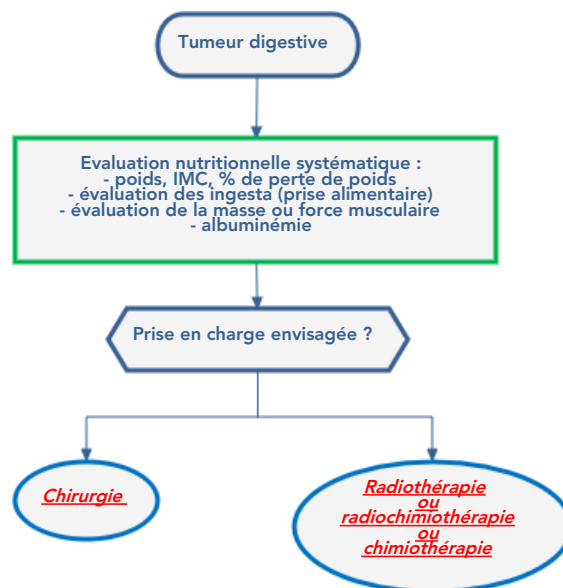 Tumeur digestive
Evaluation nutritionnelle systématique :
- poids, IMC, % de perte de poids
- évaluation des ingesta (prise alimentaire)
- évaluation de la masse ou force musculaire
- albuminémie
Prise en charge envisagée ?
Chirurgie
Radiothérapie
ou
radiochimiothérapie
ou
chimiothérapie